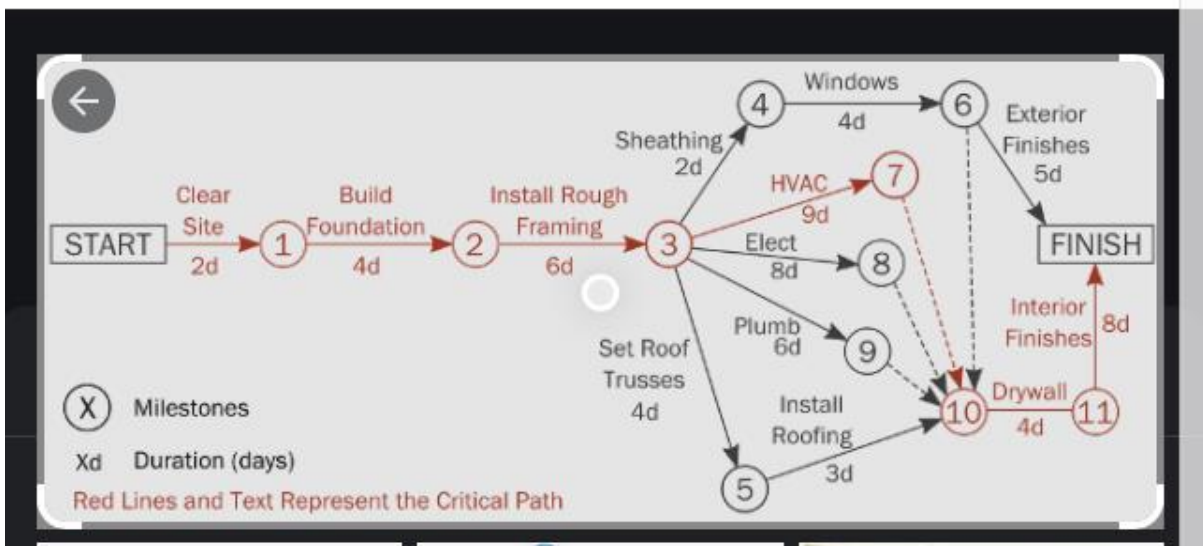 Windows
4d
4
6
Sheathing
2d
Exterior
Finishes
5d
HVAC
9d
7
Clear
Site
2d
Build
Foundation
4d
Install Rough
Framing
6d
START
1
2
3
Elect
8d
8
FINISH
Plumb
6d
9
Interior
Finishes
8d
Set Roof
Trusses
4d
Install
Roofing
3d
Drywall
4d
10
11
5
X Milestones
Xd Duration (days)
Red Lines and Text Represent the Critical Path